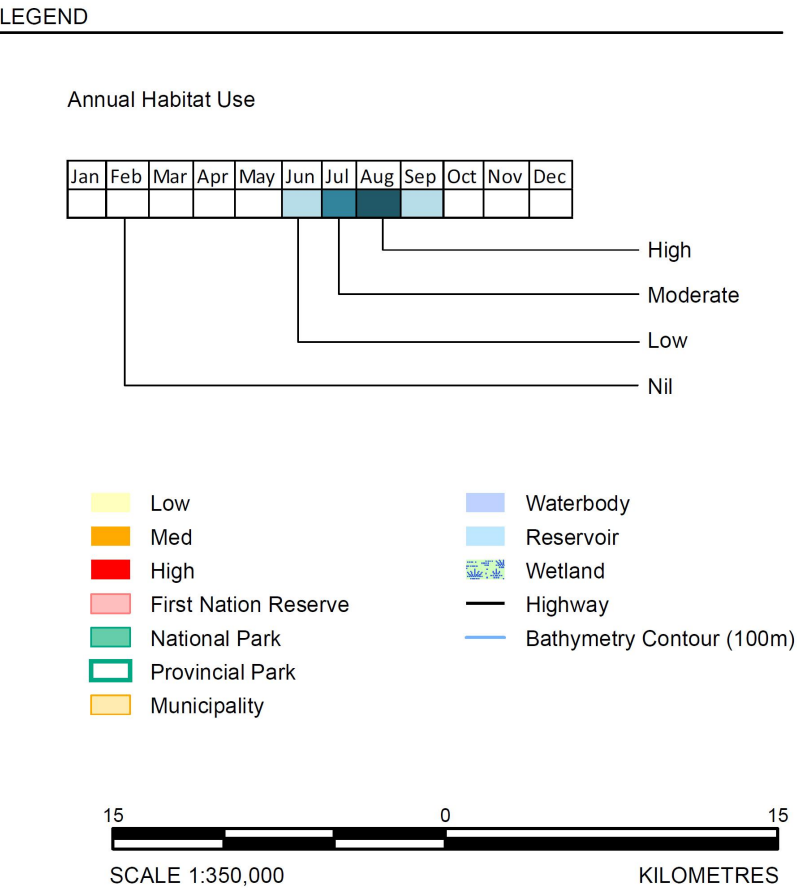 LEGEND
Annual Habitat Use
Jan Feb Mar Apr May Jun Jul Aug Sep Oct Nov Dec
High
Moderate
Low
Nil
Low
Med
High
First Nation Reserve
National Park
Provincial Park
Municipality
Waterbody
Reservoir
Wetland
Highway
Bathymetry Contour (100m)
15 0 15
SCALE 1:350,000 KILOMETRES